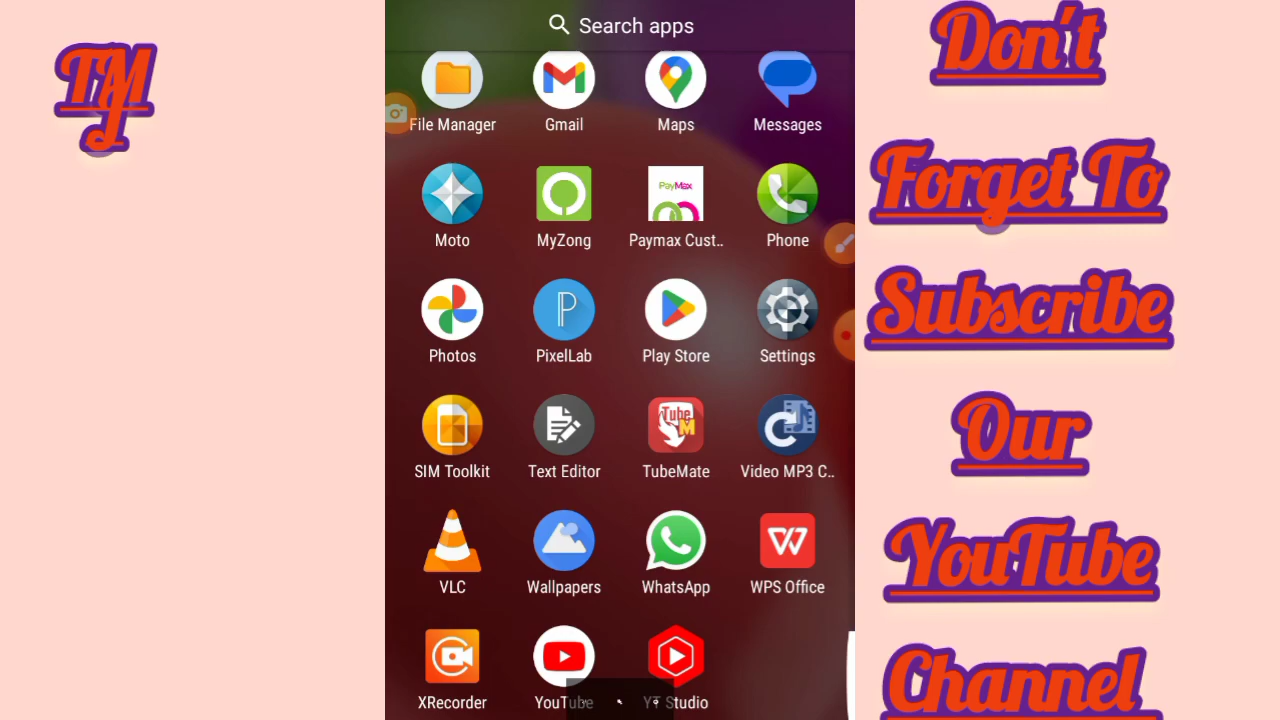 TM
J
Search apps
File Manager Gmail Maps Messages
Moto MyZong Paymax Cust.. Phone
PayMax
Photos PixelLab Play Store Settings
SIM Toolkit Text Editor TubeMate Video MP3 C..
Tube
M
VLC Wallpapers WhatsApp WPS Office
XRecorder YouTube YT Studio
Don't
Forget To
Subscribe
Our
YouTube
Channel